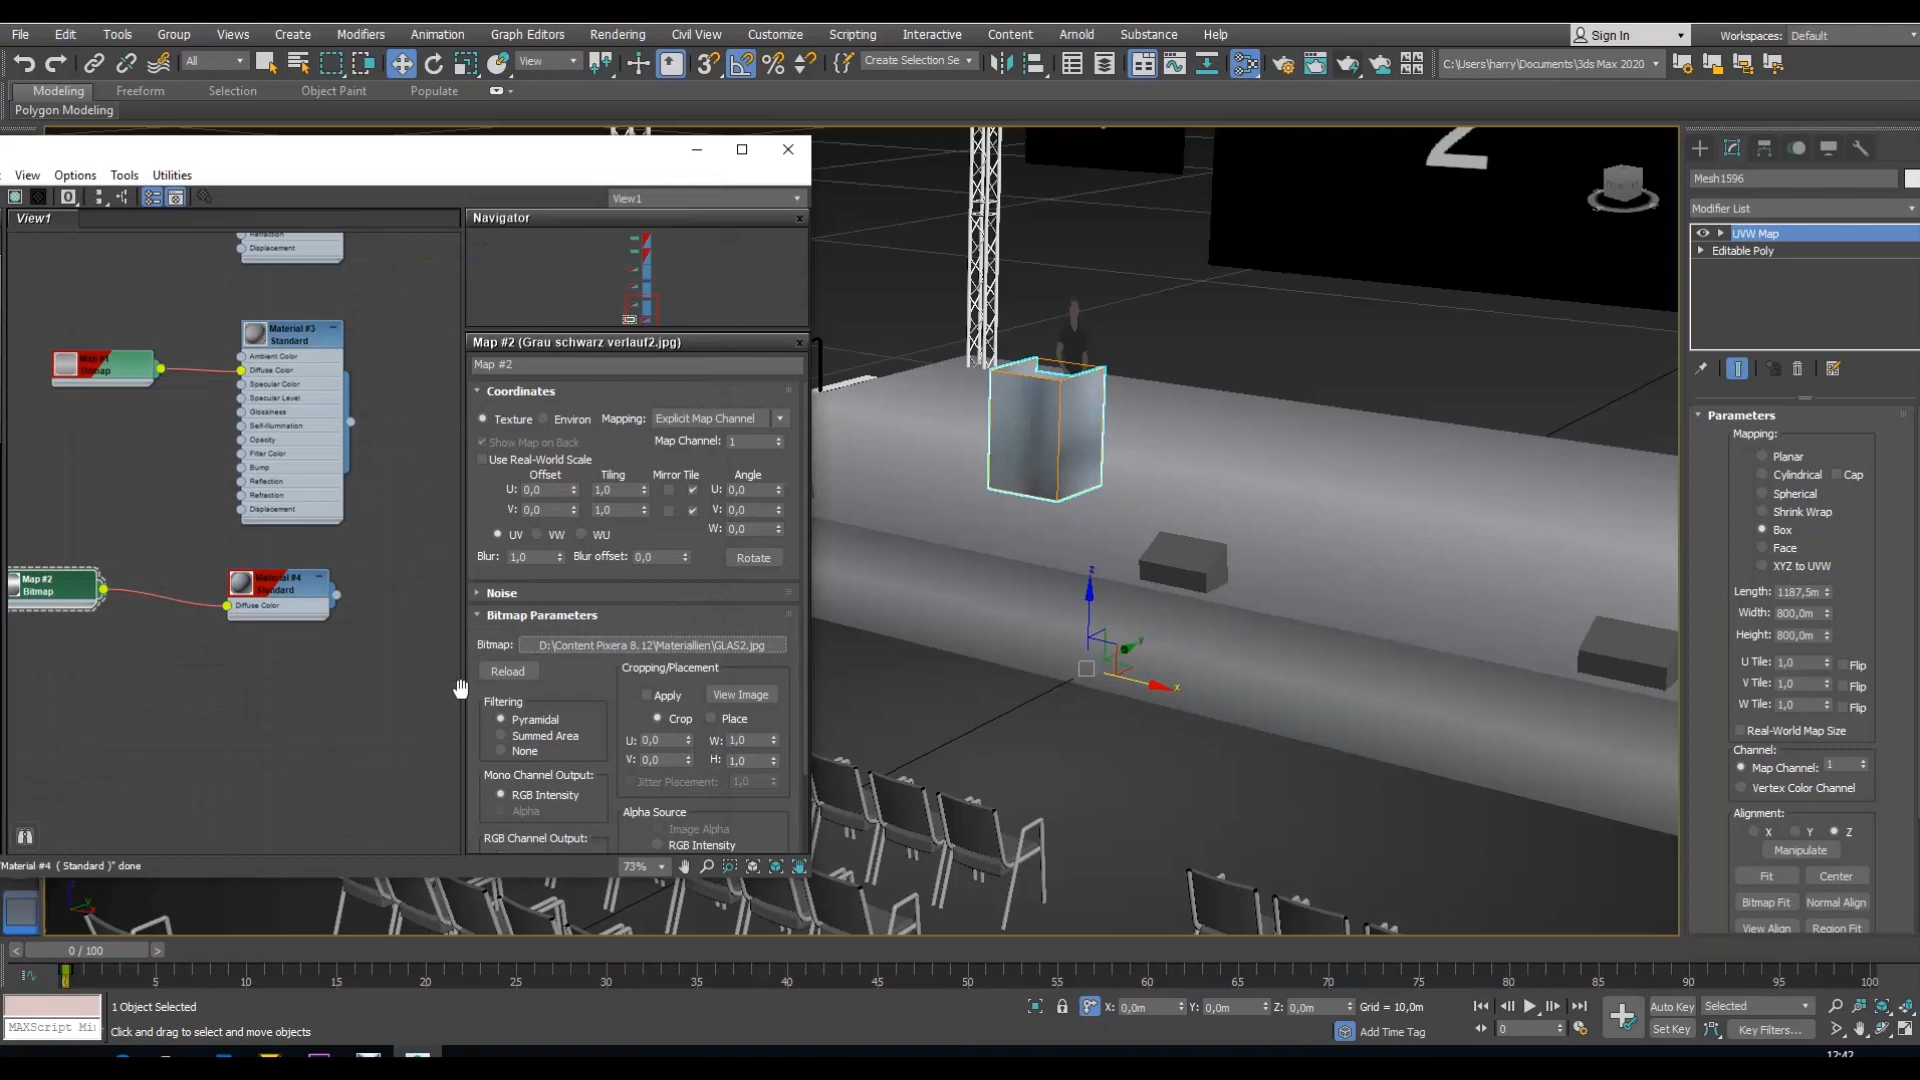 File Edit Tools Group Views Create Modifiers Animation Graph Editors Rendering Civil View Customize Scripting Interactive Content Arnold Substance Help Sign In Workspaces: Default
All View Create Selection Se C:\Users\harry\Documents\3ds Max 2020
Modeling Freeform Selection Object Paint Populate
Polygon Modeling
View Options Tools Utilities
View1
View1
Navigator
Displacement
Material #3
Standard
Ambient Color
Diffuse Color
Specular Color
Specular Level
Glossiness
Self-Illumination
Opacity
Filter Color
Bump
Reflection
Refraction
Displacement
Map #1
Bitmap
Map #2
Bitmap
Material #4
Standard
Diffuse Color
Map #2 (Grau schwarz verlauf2.jpg)
Map #2
Coordinates
Texture Environ Mapping: Explicit Map Channel
Show Map on Back Map Channel: 1
Use Real-World Scale
Offset Tiling Mirror Tile Angle
U: 0,0 1,0 U: 0,0
V: 0,0 1,0 V: 0,0
W: 0,0
UV VW WU
Blur: 1,0 Blur offset: 0,0 Rotate
Noise
Bitmap Parameters
Bitmap: D:\Content Pixera 8.12\Materiallien\GLAS2.jpg
Reload
Cropping/Placement
Apply View Image
Crop Place
U: 0,0 W: 1,0
V: 0,0 H: 1,0
Jitter Placement: 1,0
Filtering
Pyramidal
Summed Area
None
Mono Channel Output:
RGB Intensity
Alpha
RGB Channel Output:
Alpha Source
Image Alpha
RGB Intensity
Material #4 ( Standard )" done
73%
2
z
y
x
Mesh1596
Modifier List
UVW Map
Editable Poly
Parameters
Mapping:
Planar
Cylindrical Cap
Spherical
Shrink Wrap
Box
Face
XYZ to UVW
Length: 1187,5m
Width: 800,0m
Height: 800,0m
U Tile: 1,0 Flip
V Tile: 1,0 Flip
W Tile: 1,0 Flip
Real-World Map Size
Channel:
Map Channel: 1
Vertex Color Channel
Alignment:
X Y Z
Manipulate
Fit Center
Bitmap Fit Normal Align
View Align Region Fit
< 0 / 100 >
5 10 15 20 25 30 35 40 45 50 55 60 65 70 75 80 85 90 95 100
1 Object Selected
X: 0,0m Y: 0,0m Z: 0,0m Grid = 10,0m
Auto Key Selected
MAXScript Mi
Click and drag to select and move objects
Add Time Tag
0
Set Key Key Filters...
12:42